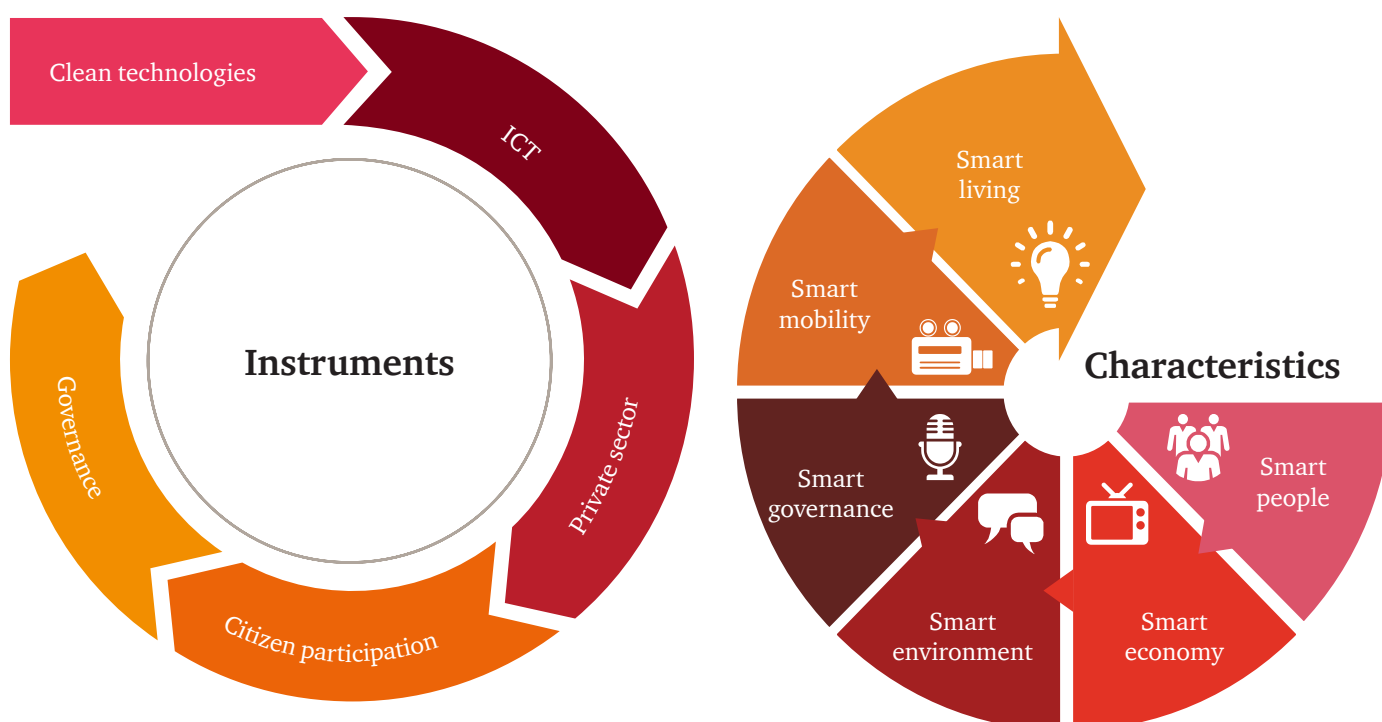 Clean technologies
ICT
Private sector
Citizen participation
Governance
Instruments
Smart
living
Smart
mobility
Smart
governance
Smart
environment
Smart
economy
Smart
people
Characteristics